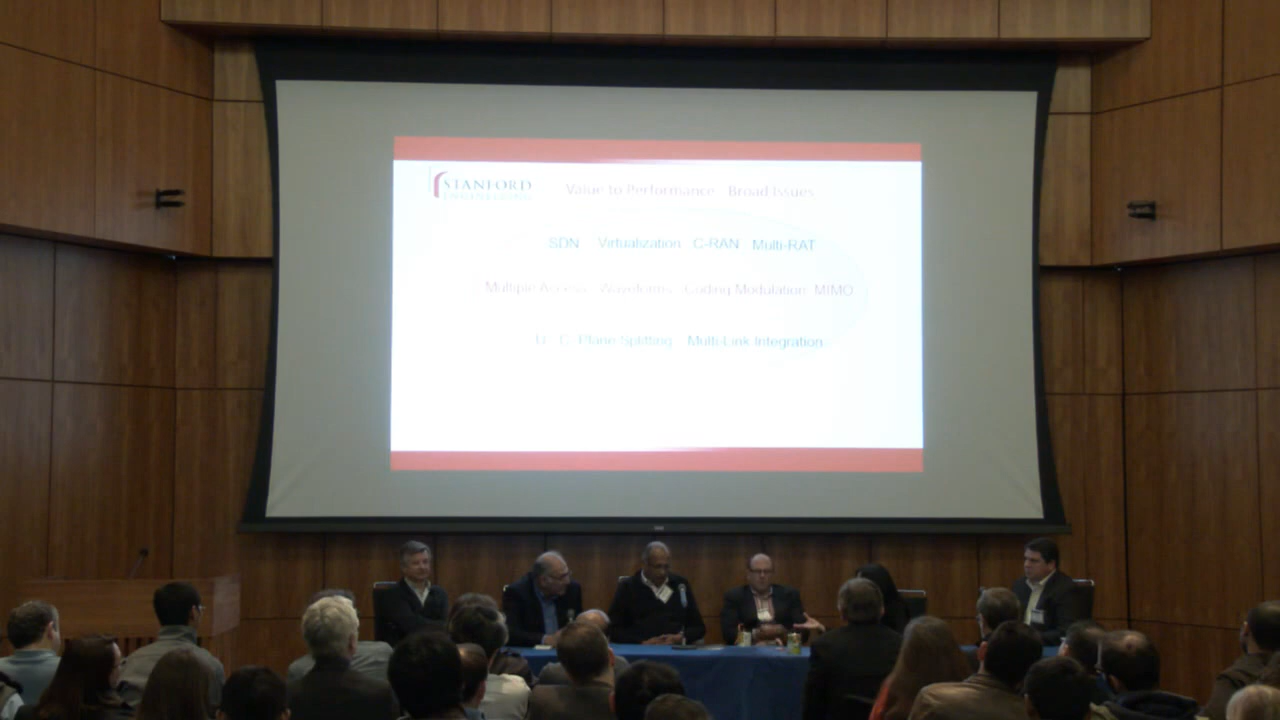 STANFORD
ENGINEERING
Value to Performance - Broad Issues
SDN Virtualization C-RAN Multi-RAT
Multiple Access Waveforms Coding Modulation MIMO
U - C- Plane Splitting Multi-Link Integration